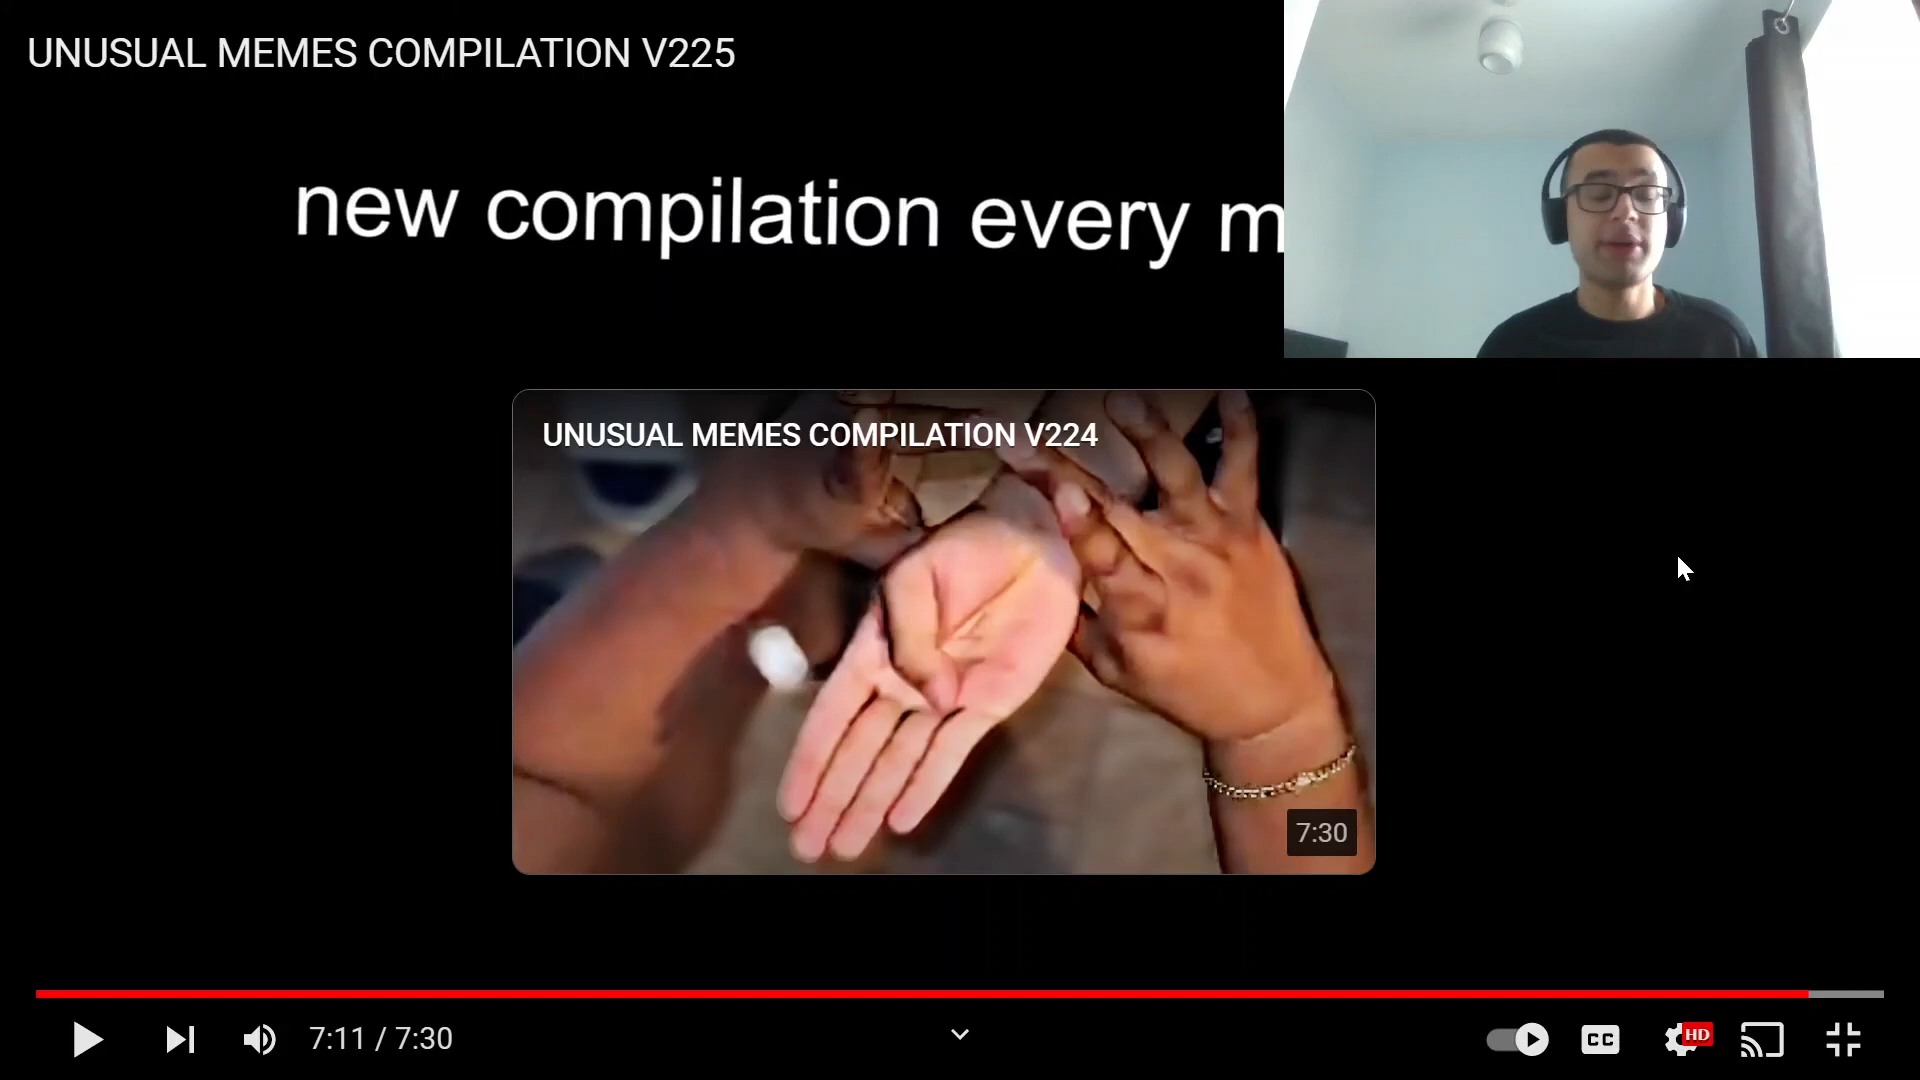 UNUSUAL MEMES COMPILATION V225
new compilation every m
UNUSUAL MEMES COMPILATION V224
7:30
7:11 / 7:30
CC
HD